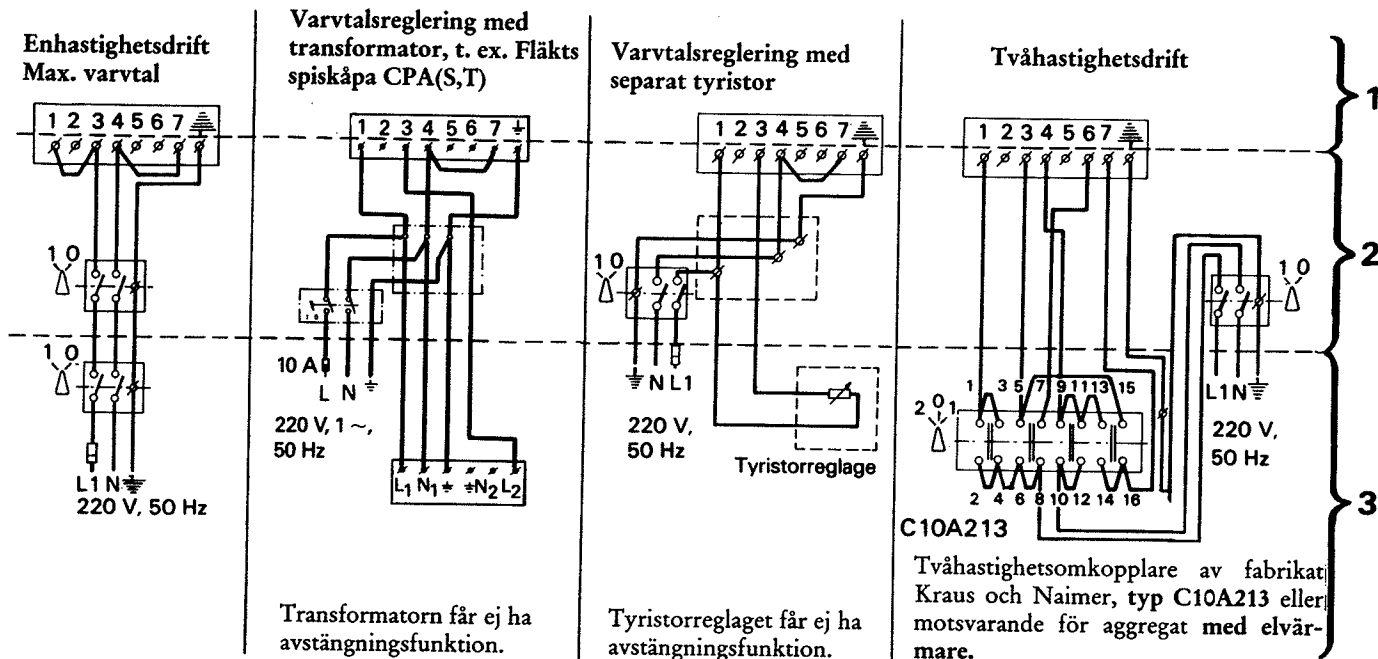 Enhastighetsdrift
Max. varvtal
1 2 3 4 5 6 7
1 0
1 0
L1 N
220 V, 50 Hz
Varvtalsreglering med
transformator, t. ex. Fläkts
spiskåpa CPA(S,T)
1 2 3 4 5 6 7
1 0
10 A
L N
220 V, 1 ~,
50 Hz
L1 N1 N2 L2
Transformatorn får ej ha
avstängningsfunktion.
Varvtalsreglering med
separat tyristor
1 2 3 4 5 6 7
1 0
N L1
220 V,
50 Hz
Tyristorreglage
Tyristorreglaget får ej ha
avstängningsfunktion.
Tvåhastighetsdrift
1 2 3 4 5 6 7
1 0
L1 N
220 V,
50 Hz
1 3 5 7 9 11 13 15
2 0 1
2 4 6 8 10 12 14 16
C10A213
Tvåhastighetsomkopplare av fabrikat
Kraus och Naimer, typ C10A213 eller
motsvarande för aggregat med elvär-
mare.
1
2
3